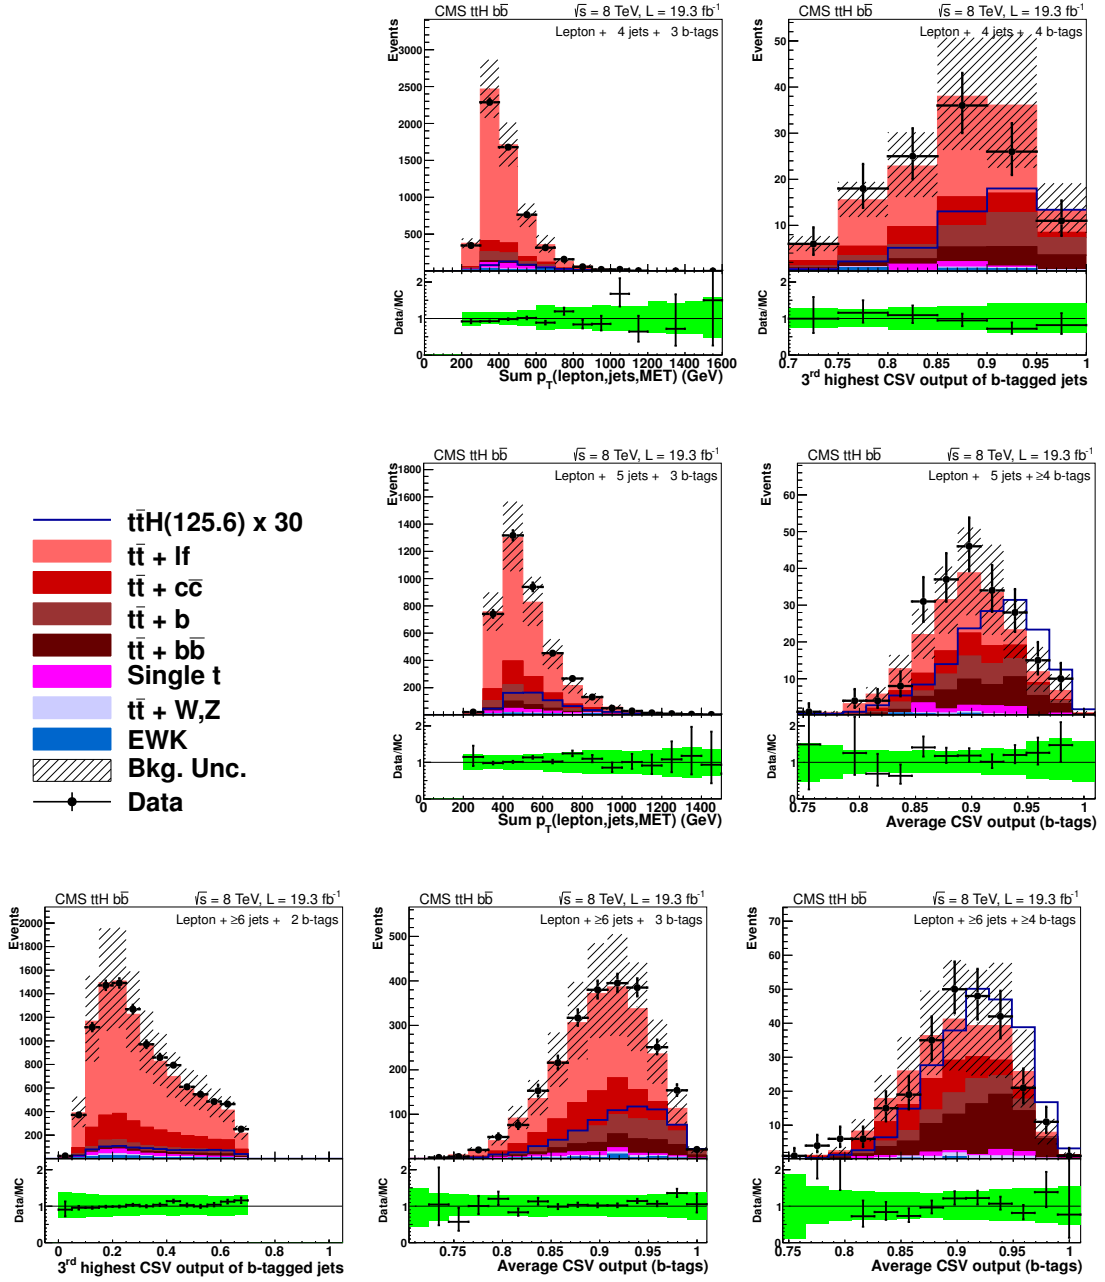 CMS ttH bb̅ √s = 8 TeV, L = 19.3 fb⁻¹
Lepton + 4 jets + 3 b-tags
Events
3000
2500
2000
1500
1000
500
Data/MC
2
1
0
0 200 400 600 800 1000 1200 1400 1600
Sum p_T(lepton,jets,MET) (GeV)
CMS ttH bb̅ √s = 8 TeV, L = 19.3 fb⁻¹
Lepton + 4 jets + 4 b-tags
Events
50
40
30
20
10
Data/MC
2
1
0
0.7 0.75 0.8 0.85 0.9 0.95 1
3rd highest CSV output of b-tagged jets
tt̅H(125.6) x 30
tt̅ + lf
tt̅ + cc̅
tt̅ + b
tt̅ + bb̅
Single t
tt̅ + W,Z
EWK
Bkg. Unc.
Data
CMS ttH bb̅ √s = 8 TeV, L = 19.3 fb⁻¹
Lepton + 5 jets + 3 b-tags
Events
1800
1600
1400
1200
1000
800
600
400
200
Data/MC
2
1
0
0 200 400 600 800 1000 1200 1400
Sum p_T(lepton,jets,MET) (GeV)
CMS ttH bb̅ √s = 8 TeV, L = 19.3 fb⁻¹
Lepton + 5 jets + ≥4 b-tags
Events
60
50
40
30
20
10
Data/MC
2
1
0
0.75 0.8 0.85 0.9 0.95 1
Average CSV output (b-tags)
CMS ttH bb̅ √s = 8 TeV, L = 19.3 fb⁻¹
Lepton + ≥6 jets + 2 b-tags
Events
2000
1800
1600
1400
1200
1000
800
600
400
200
Data/MC
2
1
0
0 0.2 0.4 0.6 0.8 1
3rd highest CSV output of b-tagged jets
CMS ttH bb̅ √s = 8 TeV, L = 19.3 fb⁻¹
Lepton + ≥6 jets + 3 b-tags
Events
500
400
300
200
100
Data/MC
2
1
0
0.75 0.8 0.85 0.9 0.95 1
Average CSV output (b-tags)
CMS ttH bb̅ √s = 8 TeV, L = 19.3 fb⁻¹
Lepton + ≥6 jets + ≥4 b-tags
Events
70
60
50
40
30
20
10
Data/MC
2
1
0
0.75 0.8 0.85 0.9 0.95 1
Average CSV output (b-tags)